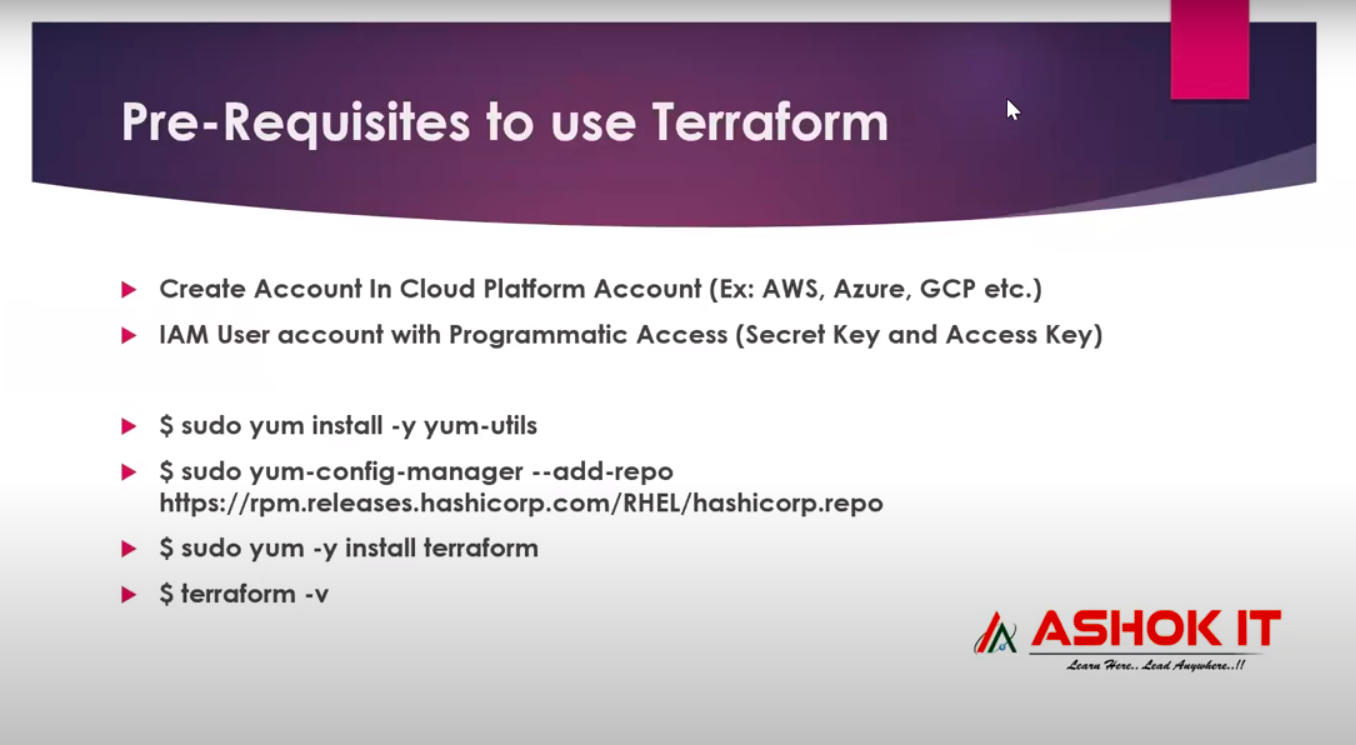 Pre-Requisites to use Terraform
Create Account In Cloud Platform Account (Ex: AWS, Azure, GCP etc.)
IAM User account with Programmatic Access (Secret Key and Access Key)
$ sudo yum install -y yum-utils
$ sudo yum-config-manager --add-repo
https://rpm.releases.hashicorp.com/RHEL/hashicorp.repo
$ sudo yum -y install terraform
$ terraform -v
ASHOK IT
Learn Here.. Lead Anywhere..!!